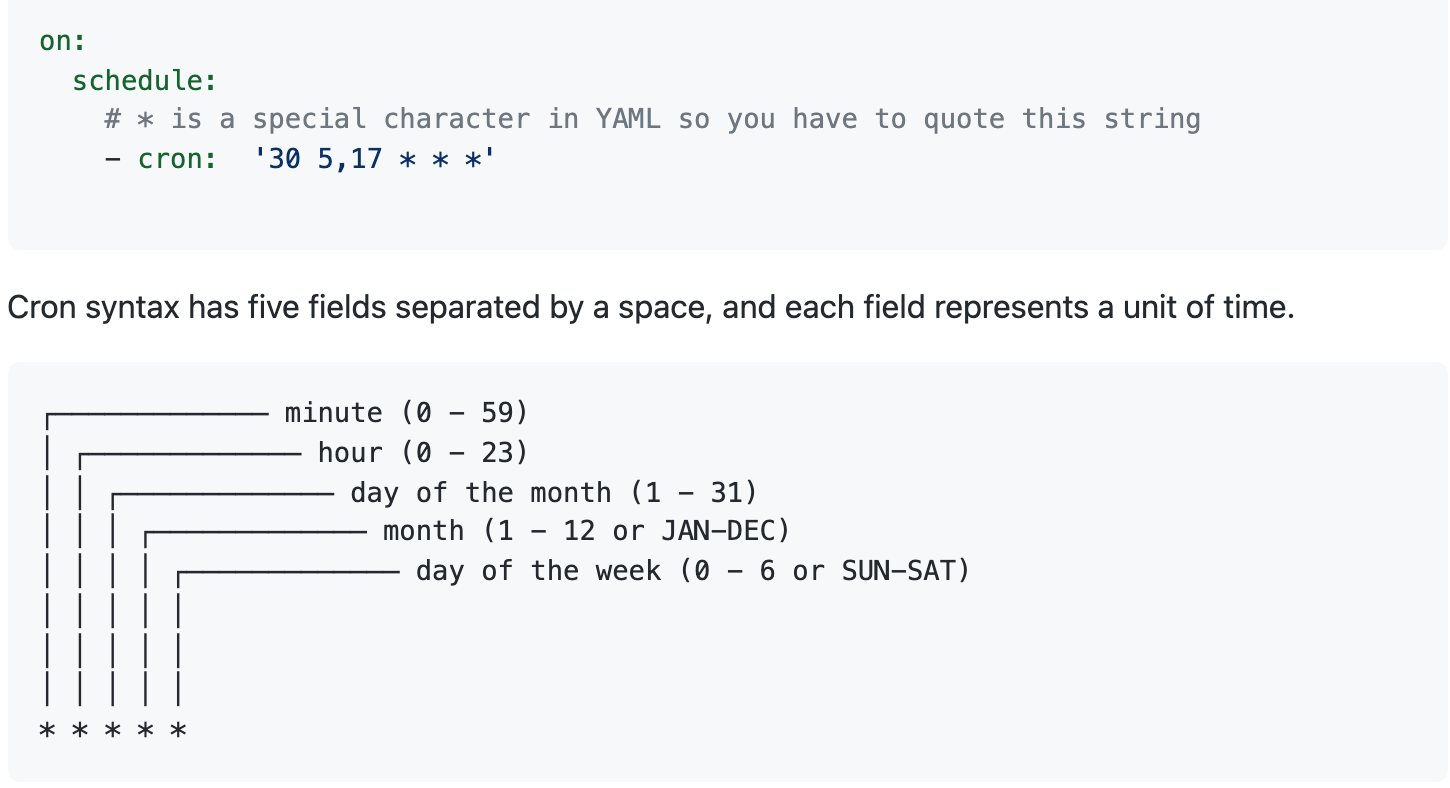 on:
  schedule:
    # * is a special character in YAML so you have to quote this string
    - cron:  '30 5,17 * * *'
Cron syntax has five fields separated by a space, and each field represents a unit of time.
┌───────────── minute (0 - 59)
│ ┌───────────── hour (0 - 23)
│ │ ┌───────────── day of the month (1 - 31)
│ │ │ ┌───────────── month (1 - 12 or JAN-DEC)
│ │ │ │ ┌───────────── day of the week (0 - 6 or SUN-SAT)
│ │ │ │ │
│ │ │ │ │
│ │ │ │ │
* * * * *